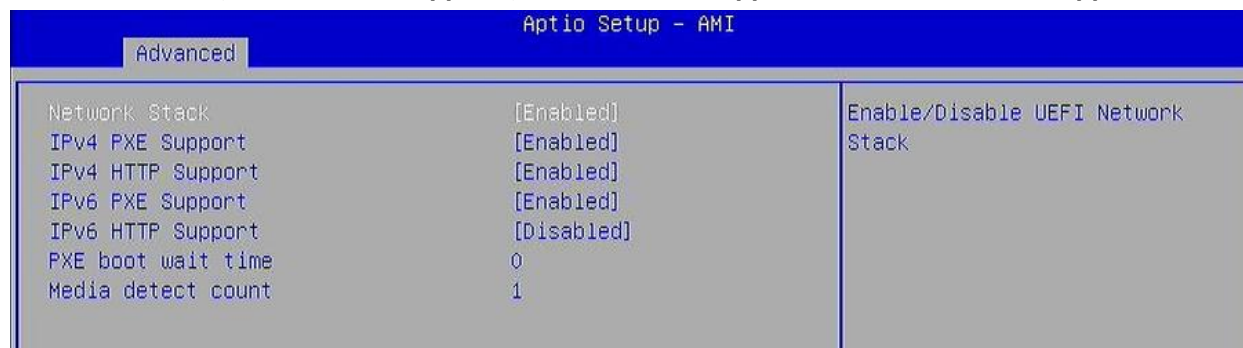 Aptio Setup - AMI
Advanced
Network Stack [Enabled]
IPv4 PXE Support [Enabled]
IPv4 HTTP Support [Enabled]
IPv6 PXE Support [Enabled]
IPv6 HTTP Support [Disabled]
PXE boot wait time 0
Media detect count 1
Enable/Disable UEFI Network
Stack